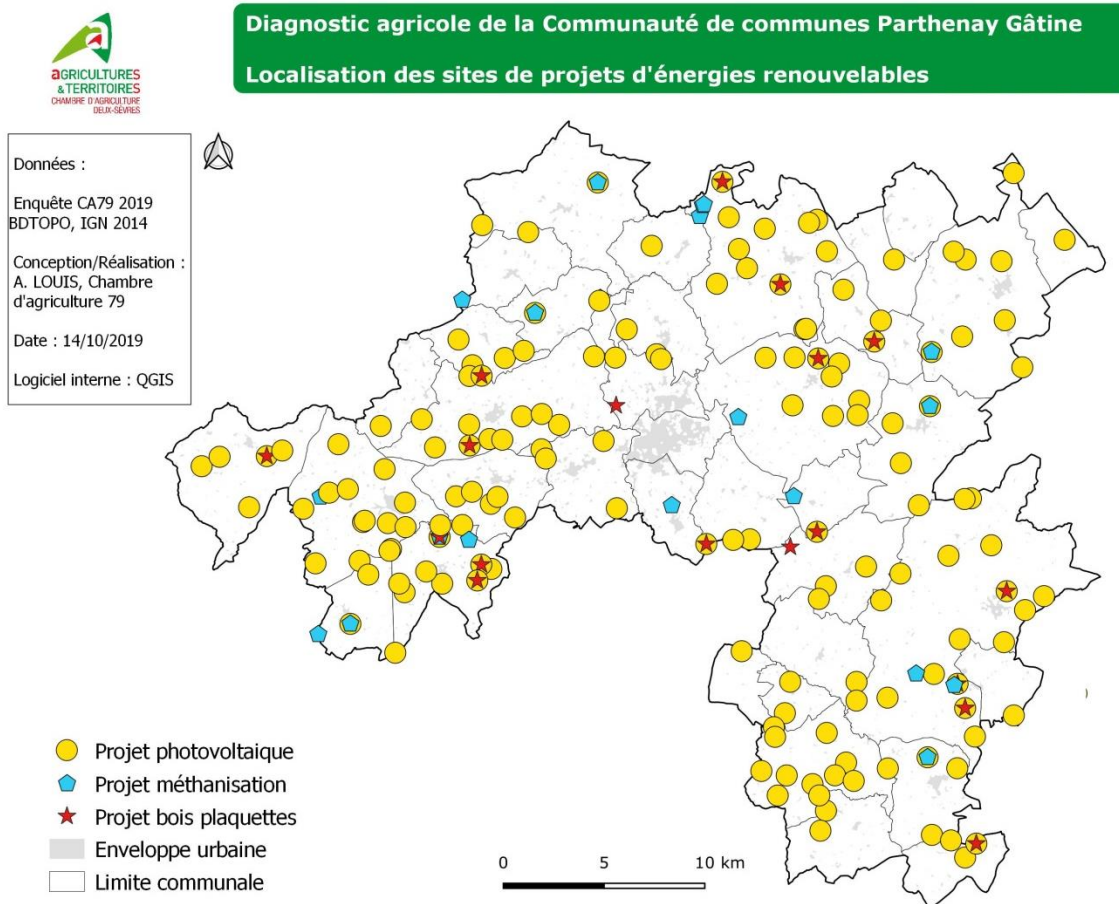 Diagnostic agricole de la Communauté de communes Parthenay Gâtine
Localisation des sites de projets d'énergies renouvelables
aGRICULTURES
& TERRITOIRES
CHAMBRE D'AGRICULTURE
DEUX-SÈVRES
Données :
Enquête CA79 2019
BDTOPO, IGN 2014
Conception/Réalisation :
A. LOUIS, Chambre
d'agriculture 79
Date : 14/10/2019
Logiciel interne : QGIS
Projet photovoltaique
Projet méthanisation
Projet bois plaquettes
Enveloppe urbaine
Limite communale
0 5 10 km